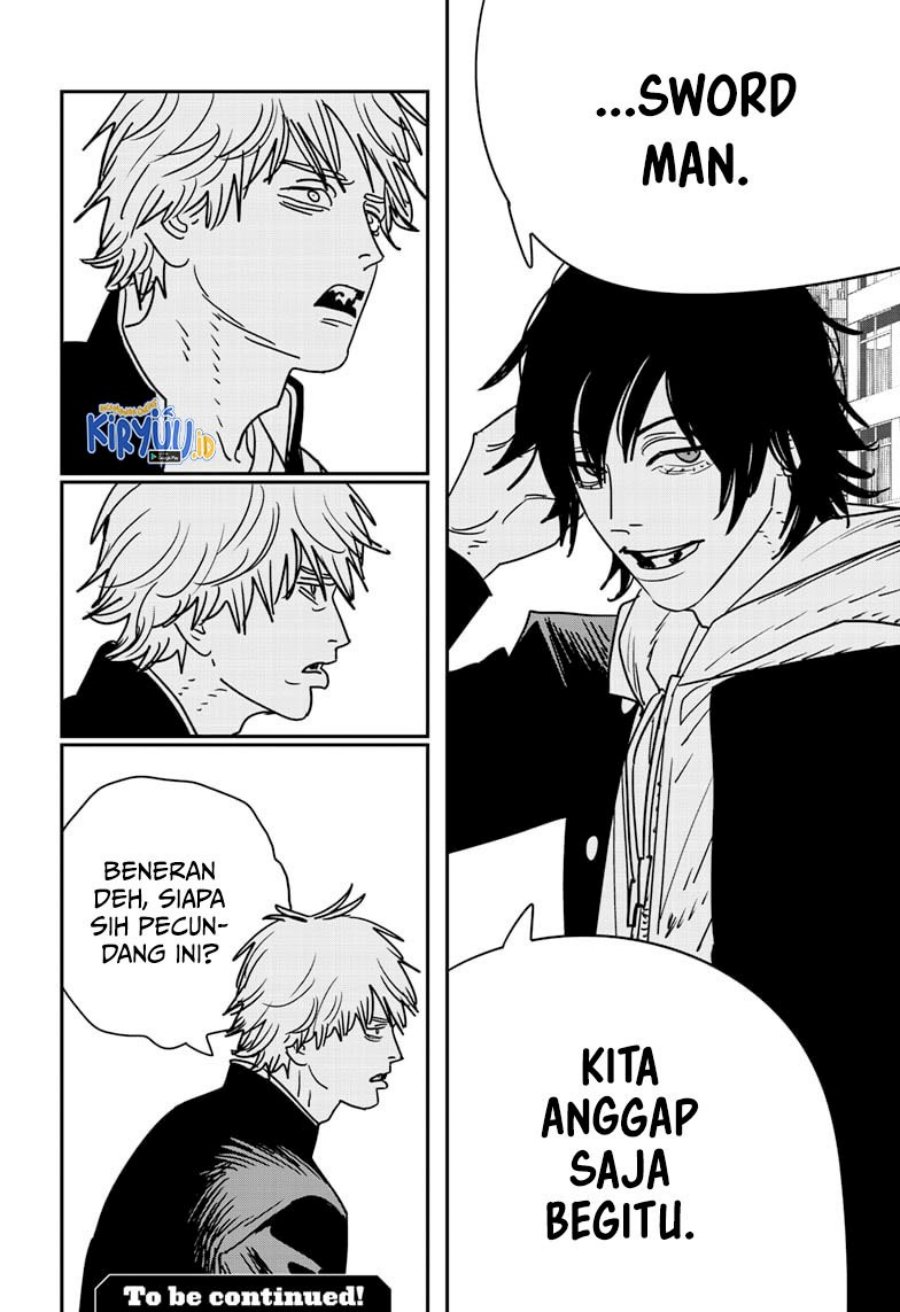 ...SWORD
MAN.
KITA
ANGGAP
SAJA
BEGITU.
KIRYUU.ID
BENERAN
DEH, SIAPA
SIH PECUN-
DANG INI?
To be continued!